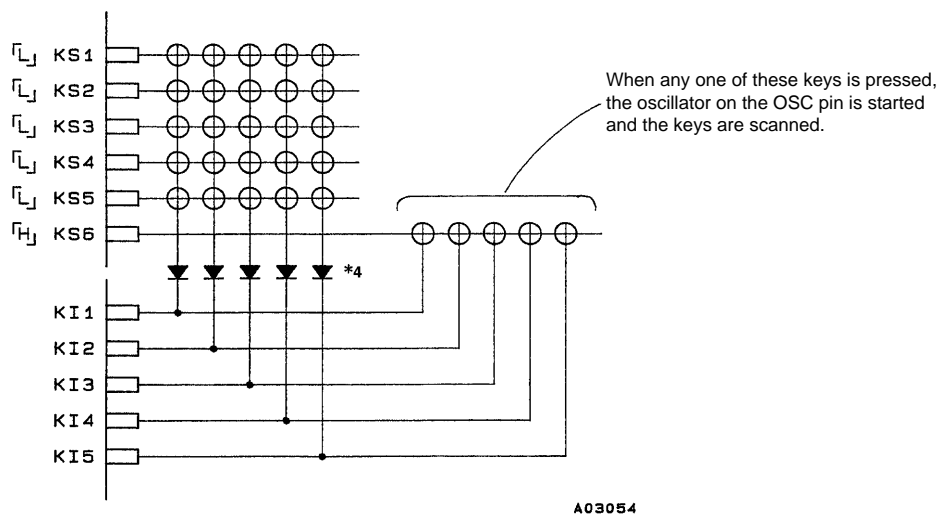 「L」 KS1
「L」 KS2
「L」 KS3
「L」 KS4
「L」 KS5
「H」 KS6
When any one of these keys is pressed,
the oscillator on the OSC pin is started
and the keys are scanned.
*4
KI1
KI2
KI3
KI4
KI5
A03054